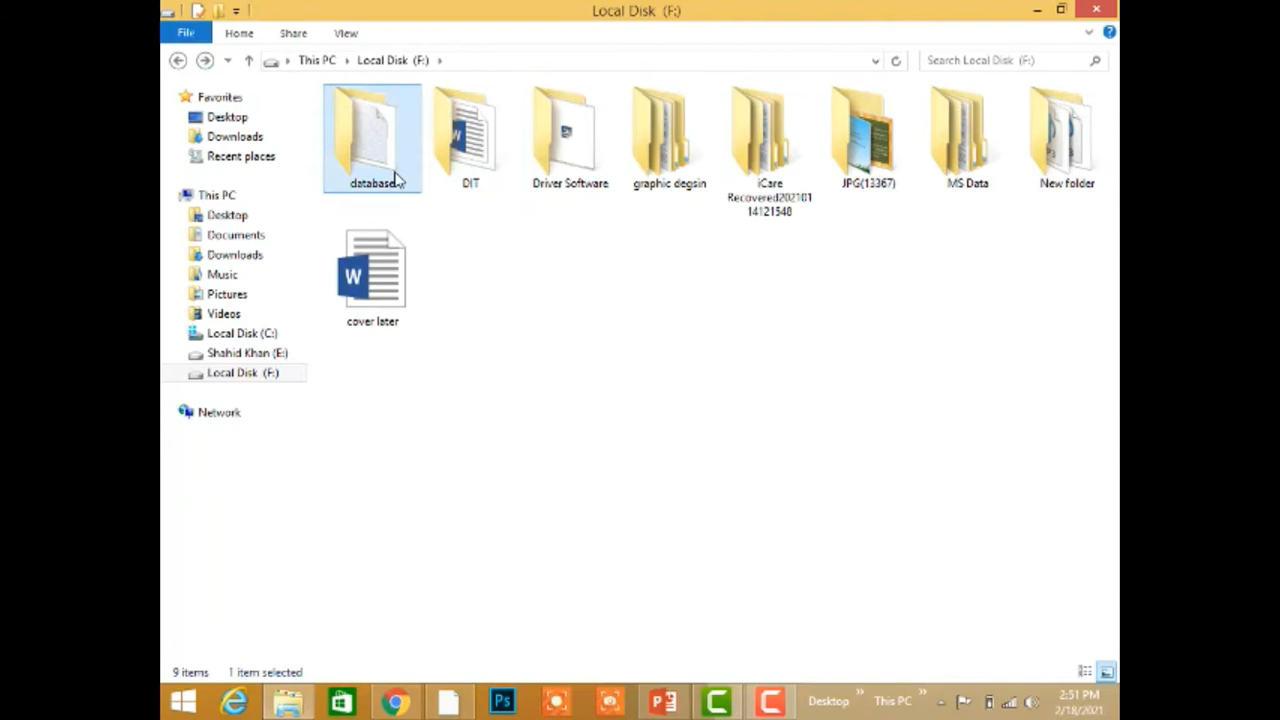 Local Disk (F:)
File Home Share View
This PC Local Disk (F:)
Search Local Disk (F:)
Favorites
Desktop
Downloads
Recent places
This PC
Desktop
Documents
Downloads
Music
Pictures
Videos
Local Disk (C:)
Shahid Khan (E:)
Local Disk (F:)
Network
database
DIT
Driver Software
graphic degsin
iCare
Recovered202101
14121548
JPG(13367)
MS Data
New folder
W
cover later
9 items 1 item selected
Ps
Desktop
This PC
2:51 PM
2/18/2021